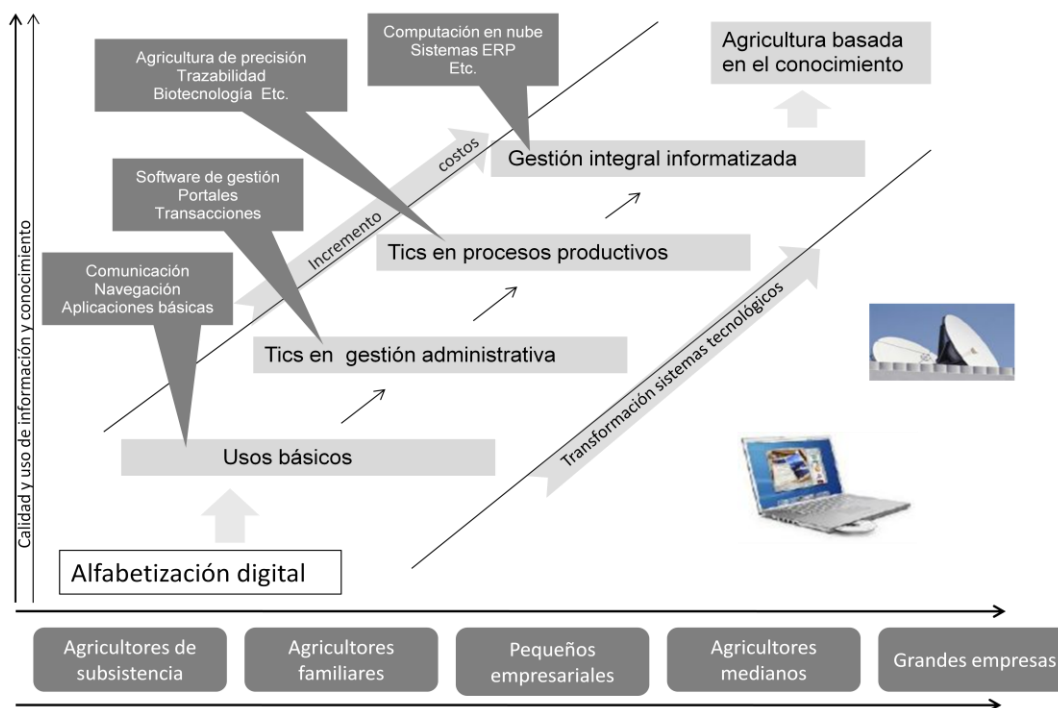 Computación en nube
Sistemas ERP
Etc.
Agricultura basada
en el conocimiento
Agricultura de precisión
Trazabilidad
Biotecnología Etc.
Gestión integral informatizada
Incremento costos
Software de gestión
Portales
Transacciones
Tics en procesos productivos
Comunicación
Navegación
Aplicaciones básicas
Tics en gestión administrativa
Transformación sistemas tecnológicos
Usos básicos
Alfabetización digital
Calidad y uso de información y conocimiento
Agricultores de
subsistencia
Agricultores
familiares
Pequeños
empresariales
Agricultores
medianos
Grandes empresas